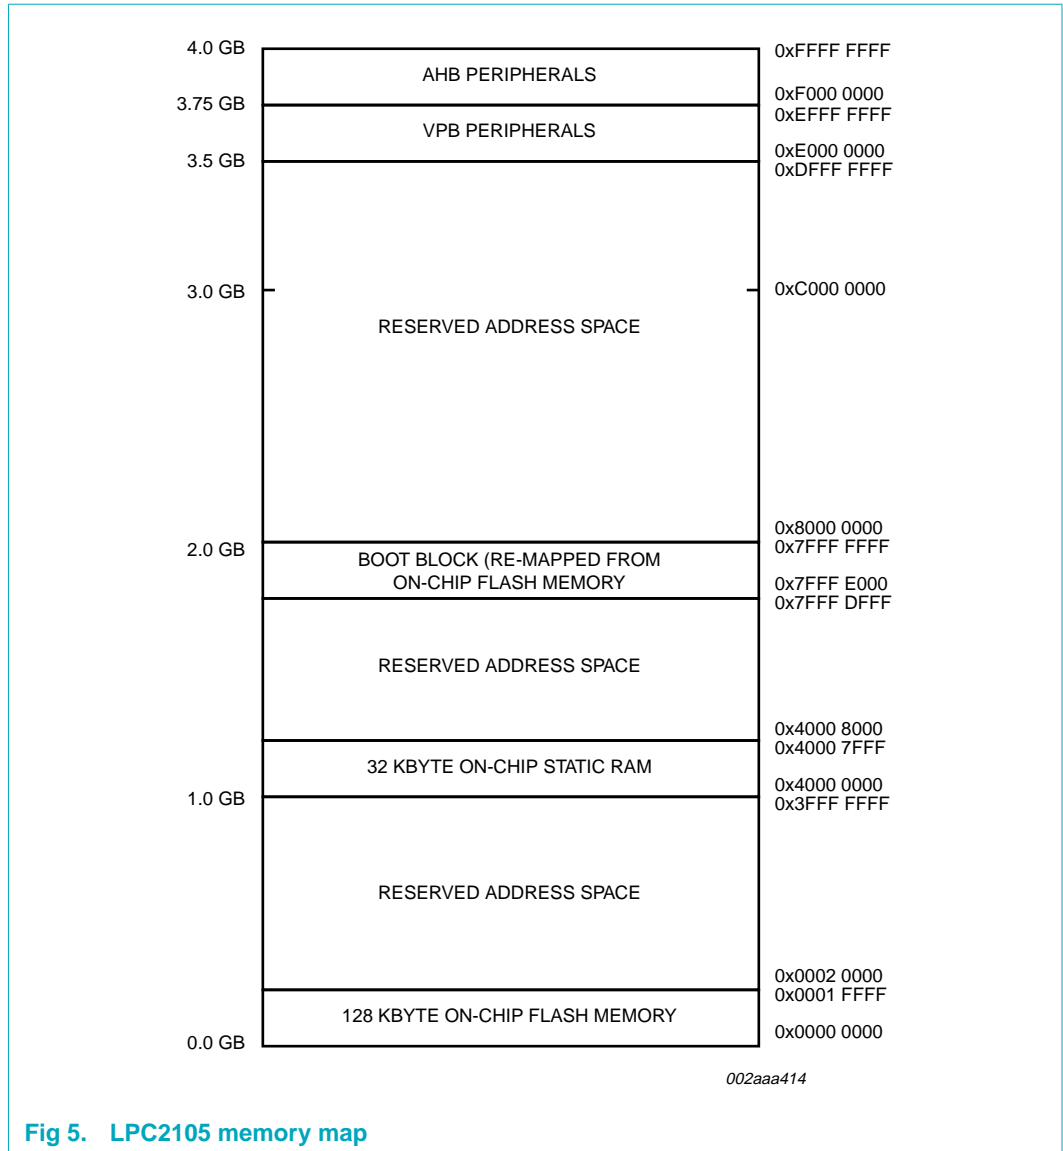 4.0 GB
0xFFFF FFFF
AHB PERIPHERALS
0xF000 0000
3.75 GB
0xEFFF FFFF
VPB PERIPHERALS
0xE000 0000
3.5 GB
0xDFFF FFFF
3.0 GB
0xC000 0000
RESERVED ADDRESS SPACE
0x8000 0000
2.0 GB
0x7FFF FFFF
BOOT BLOCK (RE-MAPPED FROM
ON-CHIP FLASH MEMORY
0x7FFF E000
0x7FFF DFFF
RESERVED ADDRESS SPACE
0x4000 8000
0x4000 7FFF
32 KBYTE ON-CHIP STATIC RAM
0x4000 0000
1.0 GB
0x3FFF FFFF
RESERVED ADDRESS SPACE
0x0002 0000
0x0001 FFFF
128 KBYTE ON-CHIP FLASH MEMORY
0x0000 0000
0.0 GB
002aaa414
Fig 5. LPC2105 memory map